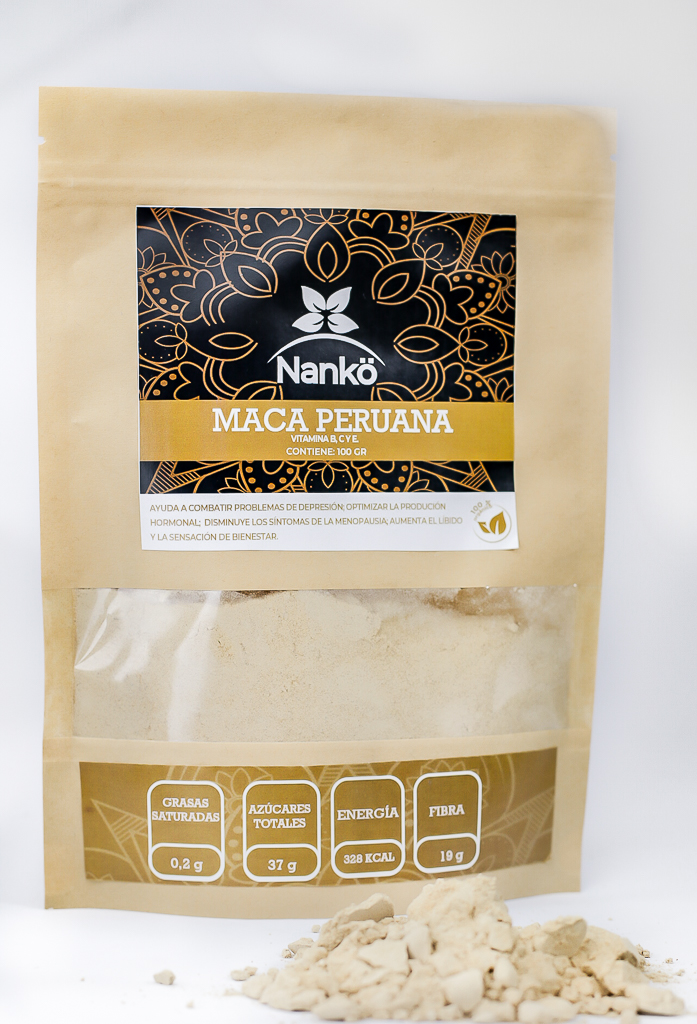 Nankö
MACA PERUANA
VITAMINA B, C Y E.
CONTIENE: 100 GR
AYUDA A COMBATIR PROBLEMAS DE DEPRESIÓN; OPTIMIZAR LA PRODUCIÓN
HORMONAL; DISMINUYE LOS SÍNTOMAS DE LA MENOPAUSIA; AUMENTA EL LÍBIDO
Y LA SENSACIÓN DE BIENESTAR.
GRASAS
SATURADAS
0,2 g
AZÚCARES
TOTALES
37 g
ENERGÍA
328 KCAL
FIBRA
19 g